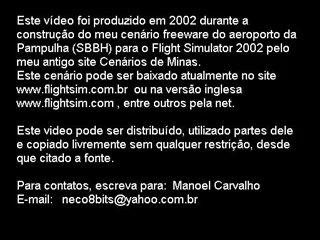 Este vídeo foi produzido em 2002 durante a
construção do meu cenário freeware do aeroporto da
Pampulha (SBBH) para o Flight Simulator 2002 pelo
meu antigo site Cenários de Minas.
Este cenário pode ser baixado atualmente no site
www.flightsim.com.br ou na versão inglesa
www.flightsim.com , entre outros pela net.
Este video pode ser distribuído, utilizado partes dele
e copiado livremente sem qualquer restrição, desde
que citado a fonte.
Para contatos, escreva para: Manoel Carvalho
E-mail: neco8bits@yahoo.com.br